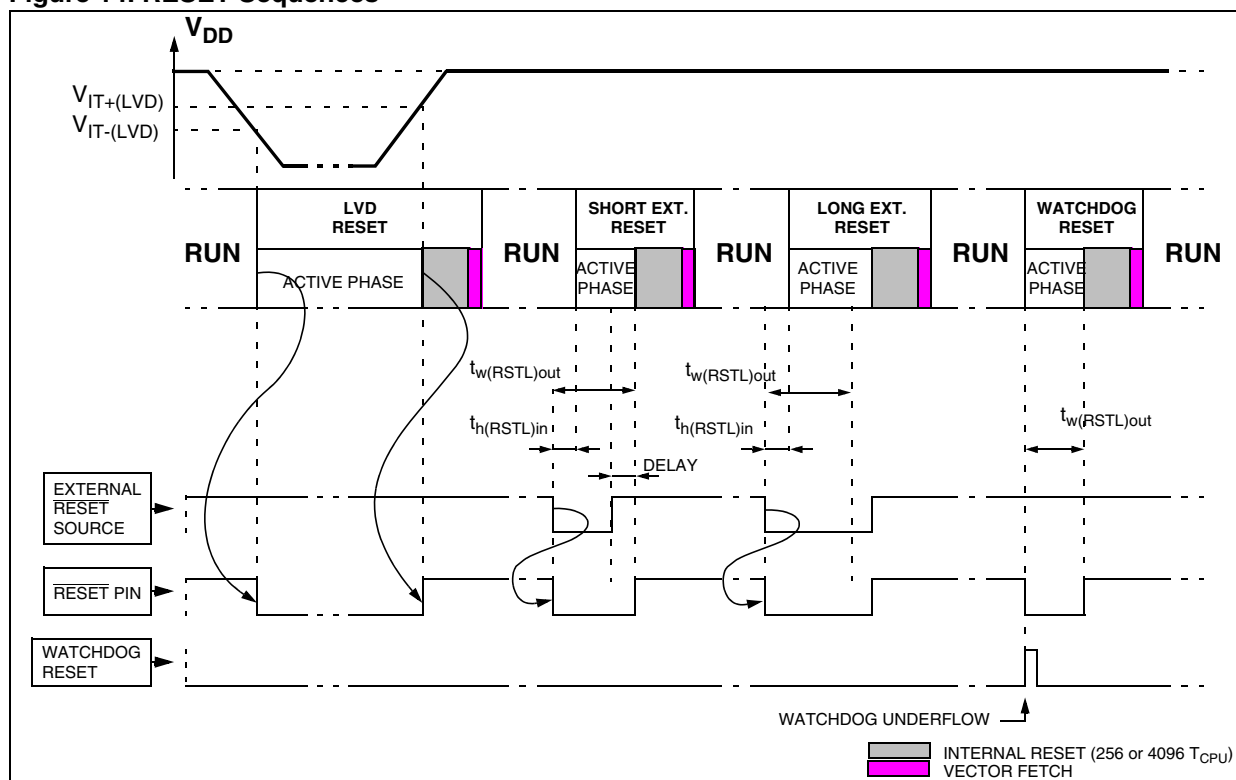 Figure 14. RESET Sequences
VDD
VIT+(LVD)
VIT-(LVD)
LVD
RESET
SHORT EXT.
RESET
LONG EXT.
RESET
WATCHDOG
RESET
RUN
RUN
RUN
RUN
RUN
ACTIVE PHASE
ACTIVE
PHASE
ACTIVE
PHASE
ACTIVE
PHASE
tw(RSTL)out
tw(RSTL)out
tw(RSTL)out
th(RSTL)in
th(RSTL)in
DELAY
EXTERNAL
RESET
SOURCE
RESET PIN
WATCHDOG
RESET
WATCHDOG UNDERFLOW
INTERNAL RESET (256 or 4096 TCPU)
VECTOR FETCH